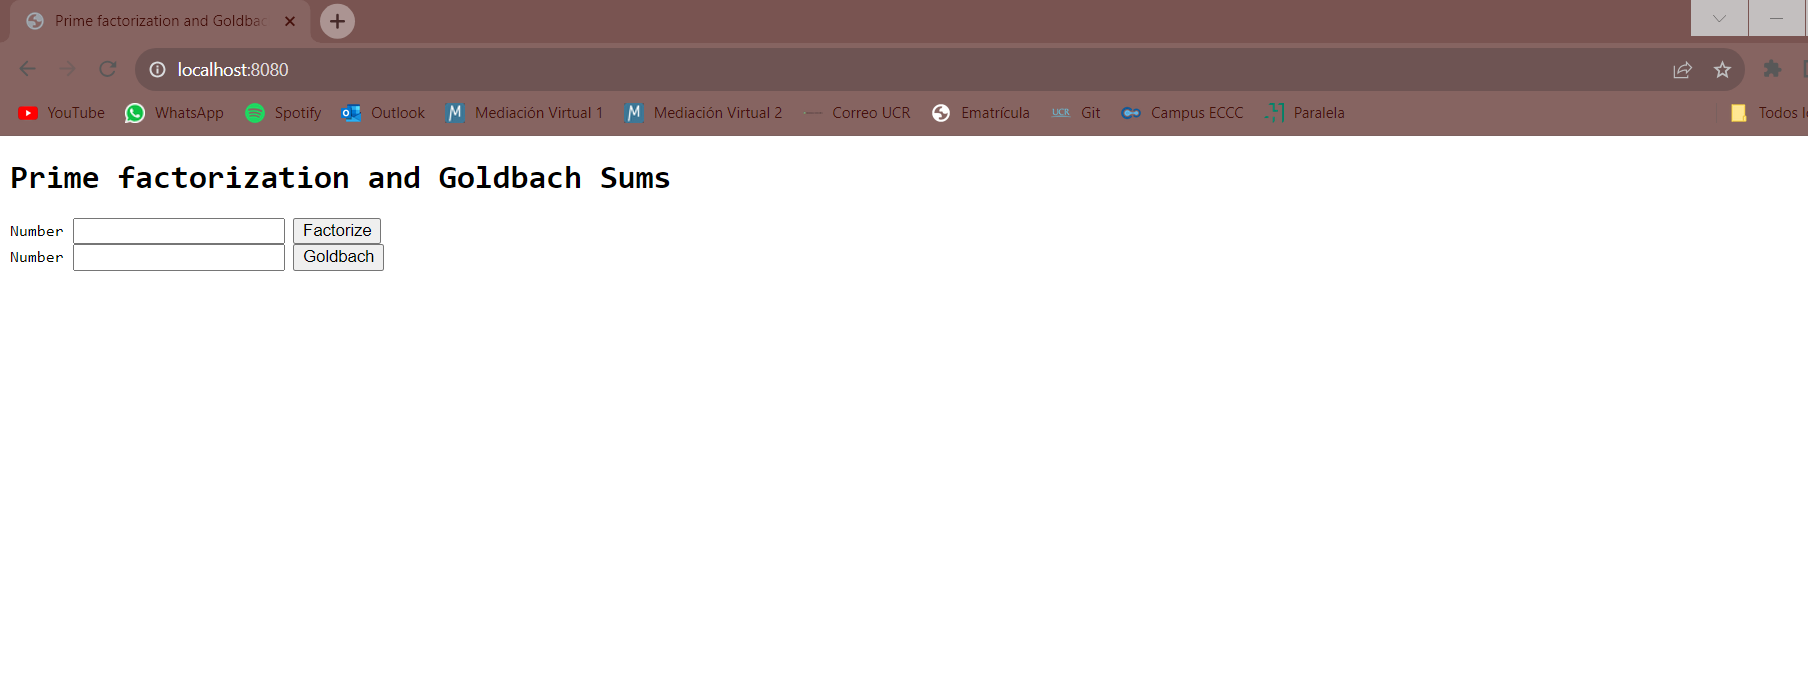 Prime factorization and Goldbac
localhost:8080
YouTube WhatsApp Spotify Outlook Mediación Virtual 1 Mediación Virtual 2 Correo UCR Ematrícula Git Campus ECCC Paralela Todos l
Prime factorization and Goldbach Sums
Number Factorize
Number Goldbach